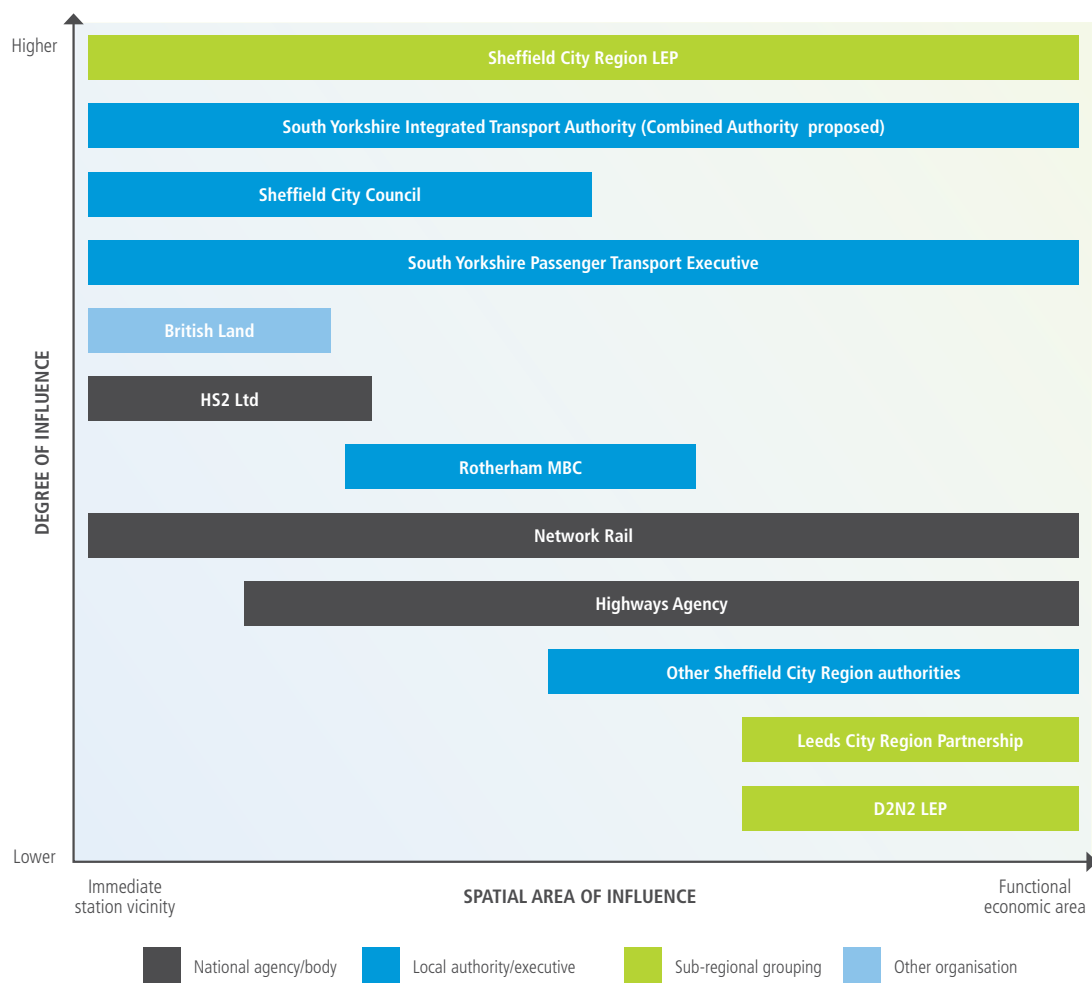 Higher
Sheffield City Region LEP
South Yorkshire Integrated Transport Authority (Combined Authority proposed)
Sheffield City Council
South Yorkshire Passenger Transport Executive
British Land
HS2 Ltd
DEGREE OF INFLUENCE
Rotherham MBC
Network Rail
Highways Agency
Other Sheffield City Region authorities
Leeds City Region Partnership
D2N2 LEP
Lower
Immediate
station vicinity
SPATIAL AREA OF INFLUENCE
Functional
economic area
National agency/body
Local authority/executive
Sub-regional grouping
Other organisation